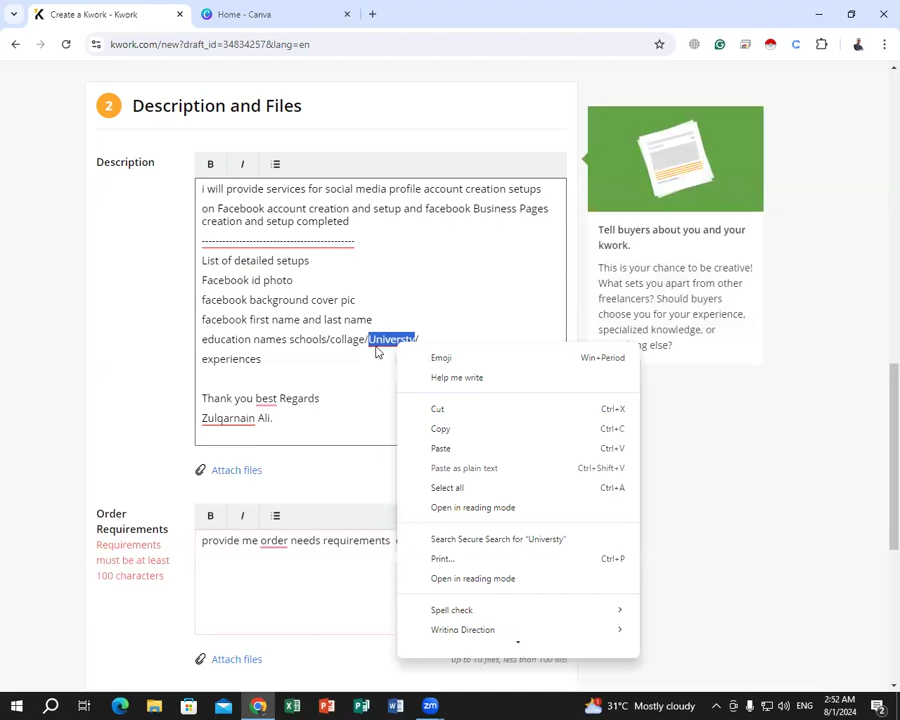 Create a Kwork - Kwork
Home - Canva
kwork.com/new?draft_id=34834257&lang=en
2
Description and Files
Description
B I
i will provide services for social media profile account creation setups
on Facebook account creation and setup and facebook Business Pages
creation and setup completed
--------------------------------------------
List of detailed setups
Facebook id photo
facebook background cover pic
facebook first name and last name
education names schools/collage/Universty/
experiences
Thank you best Regards
Zulqarnain Ali.
Attach files
Tell buyers about you and your
kwork.
This is your chance to be creative!
What sets you apart from other
freelancers? Should buyers
choose you for your experience,
specialized knowledge, or
else?
Emoji Win+Period
Help me write
Cut Ctrl+X
Copy Ctrl+C
Paste Ctrl+V
Paste as plain text Ctrl+Shift+V
Select all Ctrl+A
Open in reading mode
Search Secure Search for "Universty"
Print... Ctrl+P
Open in reading mode
Spell check
Writing Direction
Order
Requirements
Requirements
must be at least
100 characters
B I
provide me order needs requirements
Attach files
up to 10 files, less than 100 MB
31°C Mostly cloudy
ENG
2:52 AM
8/1/2024
2